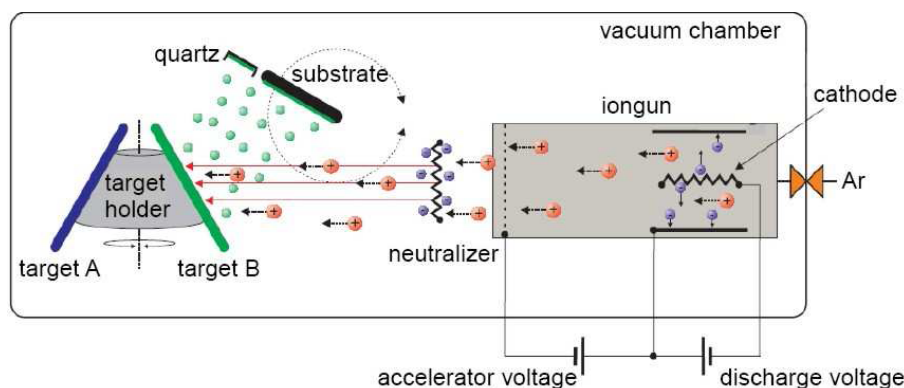 vacuum chamber
quartz
substrate
iongun
cathode
Ar
target
holder
target A
target B
neutralizer
accelerator voltage
discharge voltage